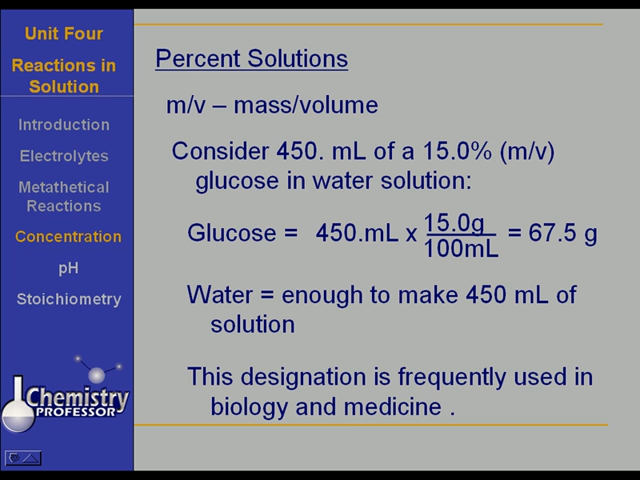 Unit Four
Reactions in
Solution
Introduction
Electrolytes
Metathetical
Reactions
Concentration
pH
Stoichiometry
Chemistry
PROFESSOR
Percent Solutions
m/v – mass/volume
Consider 450. mL of a 15.0% (m/v)
glucose in water solution:
Glucose = 450.mL x 15.0g/100mL = 67.5 g
Water = enough to make 450 mL of
solution
This designation is frequently used in
biology and medicine .